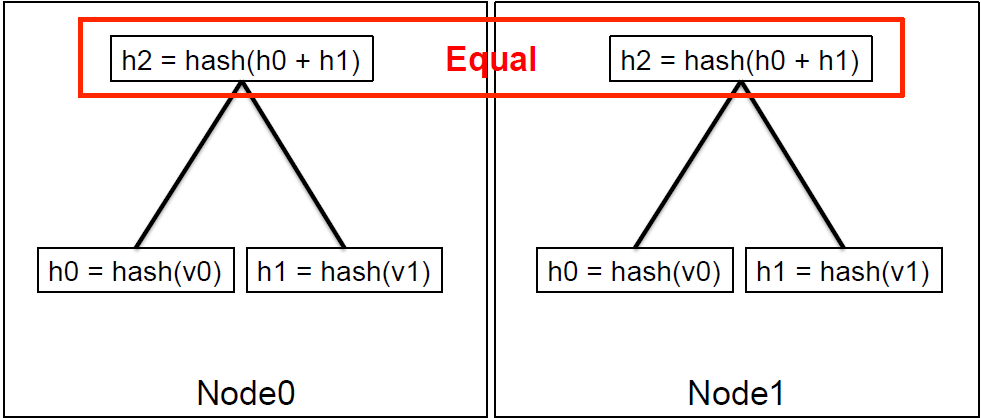 h2 = hash(h0 + h1)
Equal
h2 = hash(h0 + h1)
h0 = hash(v0)
h1 = hash(v1)
h0 = hash(v0)
h1 = hash(v1)
Node0
Node1